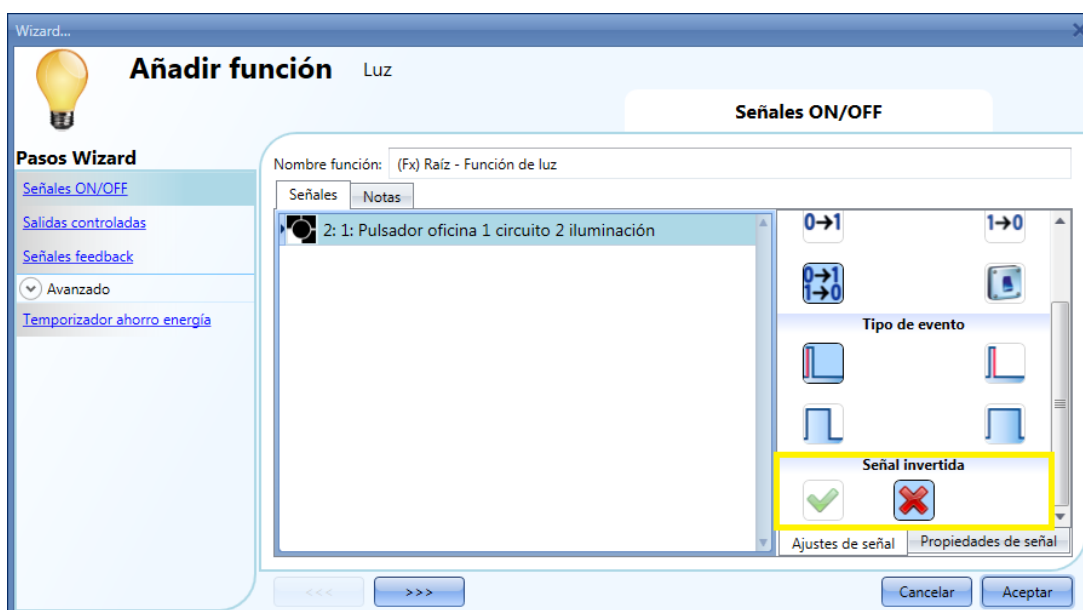 Wizard...
Añadir función Luz
Señales ON/OFF
Pasos Wizard
Señales ON/OFF
Salidas controladas
Señales feedback
Avanzado
Temporizador ahorro energía
Nombre función: (Fx) Raíz - Función de luz
Señales Notas
2: 1: Pulsador oficina 1 circuito 2 iluminación
0→1 1→0
0→1
1→0
Tipo de evento
Señal invertida
Ajustes de señal Propiedades de señal
<<< >>> Cancelar Aceptar